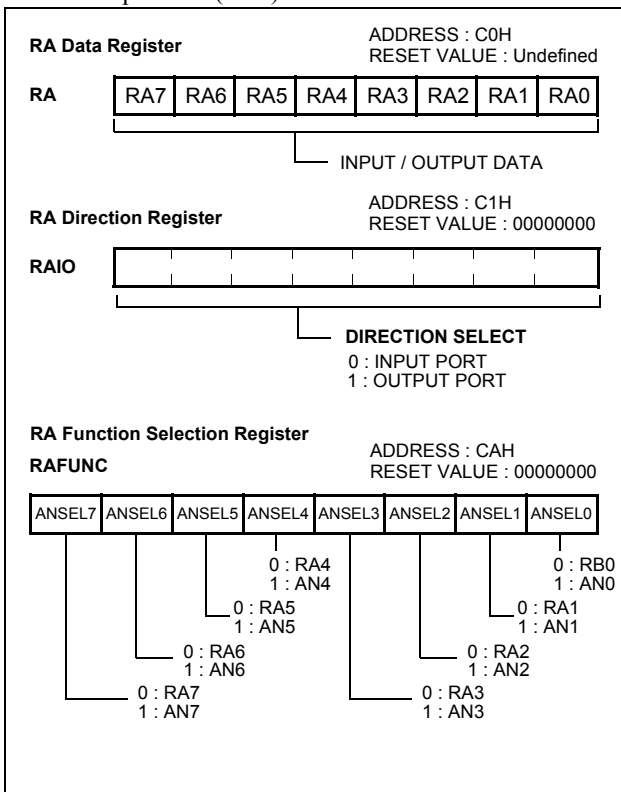 RA Data Register
ADDRESS : C0H
RESET VALUE : Undefined
RA
RA7 RA6 RA5 RA4 RA3 RA2 RA1 RA0
INPUT / OUTPUT DATA
RA Direction Register
ADDRESS : C1H
RESET VALUE : 00000000
RAIO
DIRECTION SELECT
0 : INPUT PORT
1 : OUTPUT PORT
RA Function Selection Register
RAFUNC
ADDRESS : CAH
RESET VALUE : 00000000
ANSEL7 ANSEL6 ANSEL5 ANSEL4 ANSEL3 ANSEL2 ANSEL1 ANSEL0
0 : RA4
1 : AN4
0 : RB0
1 : AN0
0 : RA5
1 : AN5
0 : RA1
1 : AN1
0 : RA6
1 : AN6
0 : RA2
1 : AN2
0 : RA7
1 : AN7
0 : RA3
1 : AN3